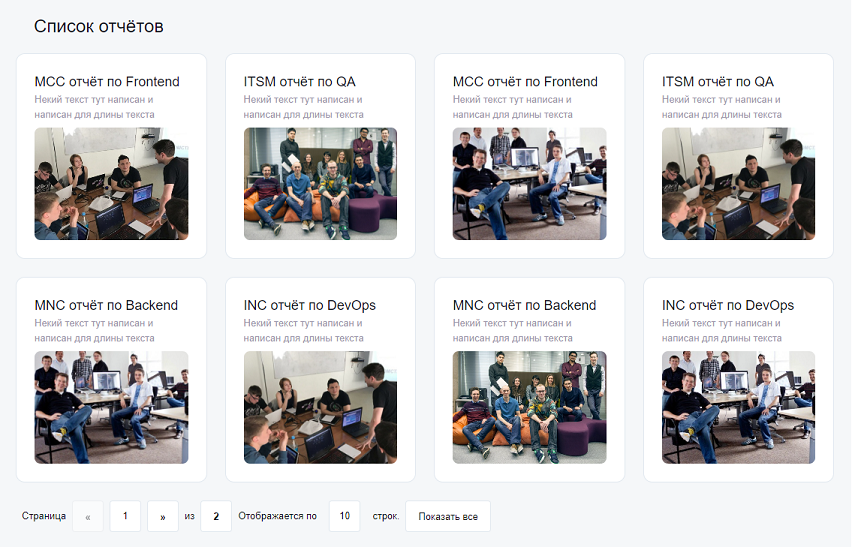 Список отчётов
МСС отчёт по Frontend
Некий текст тут написан и
написан для длины текста
ITSM отчёт по QA
Некий текст тут написан и
написан для длины текста
МСС отчёт по Frontend
Некий текст тут написан и
написан для длины текста
ITSM отчёт по QA
Некий текст тут написан и
написан для длины текста
MNC отчёт по Backend
Некий текст тут написан и
написан для длины текста
INC отчёт по DevOps
Некий текст тут написан и
написан для длины текста
MNC отчёт по Backend
Некий текст тут написан и
написан для длины текста
INC отчёт по DevOps
Некий текст тут написан и
написан для длины текста
Страница « 1 » из 2 Отображается по 10 строк. Показать все